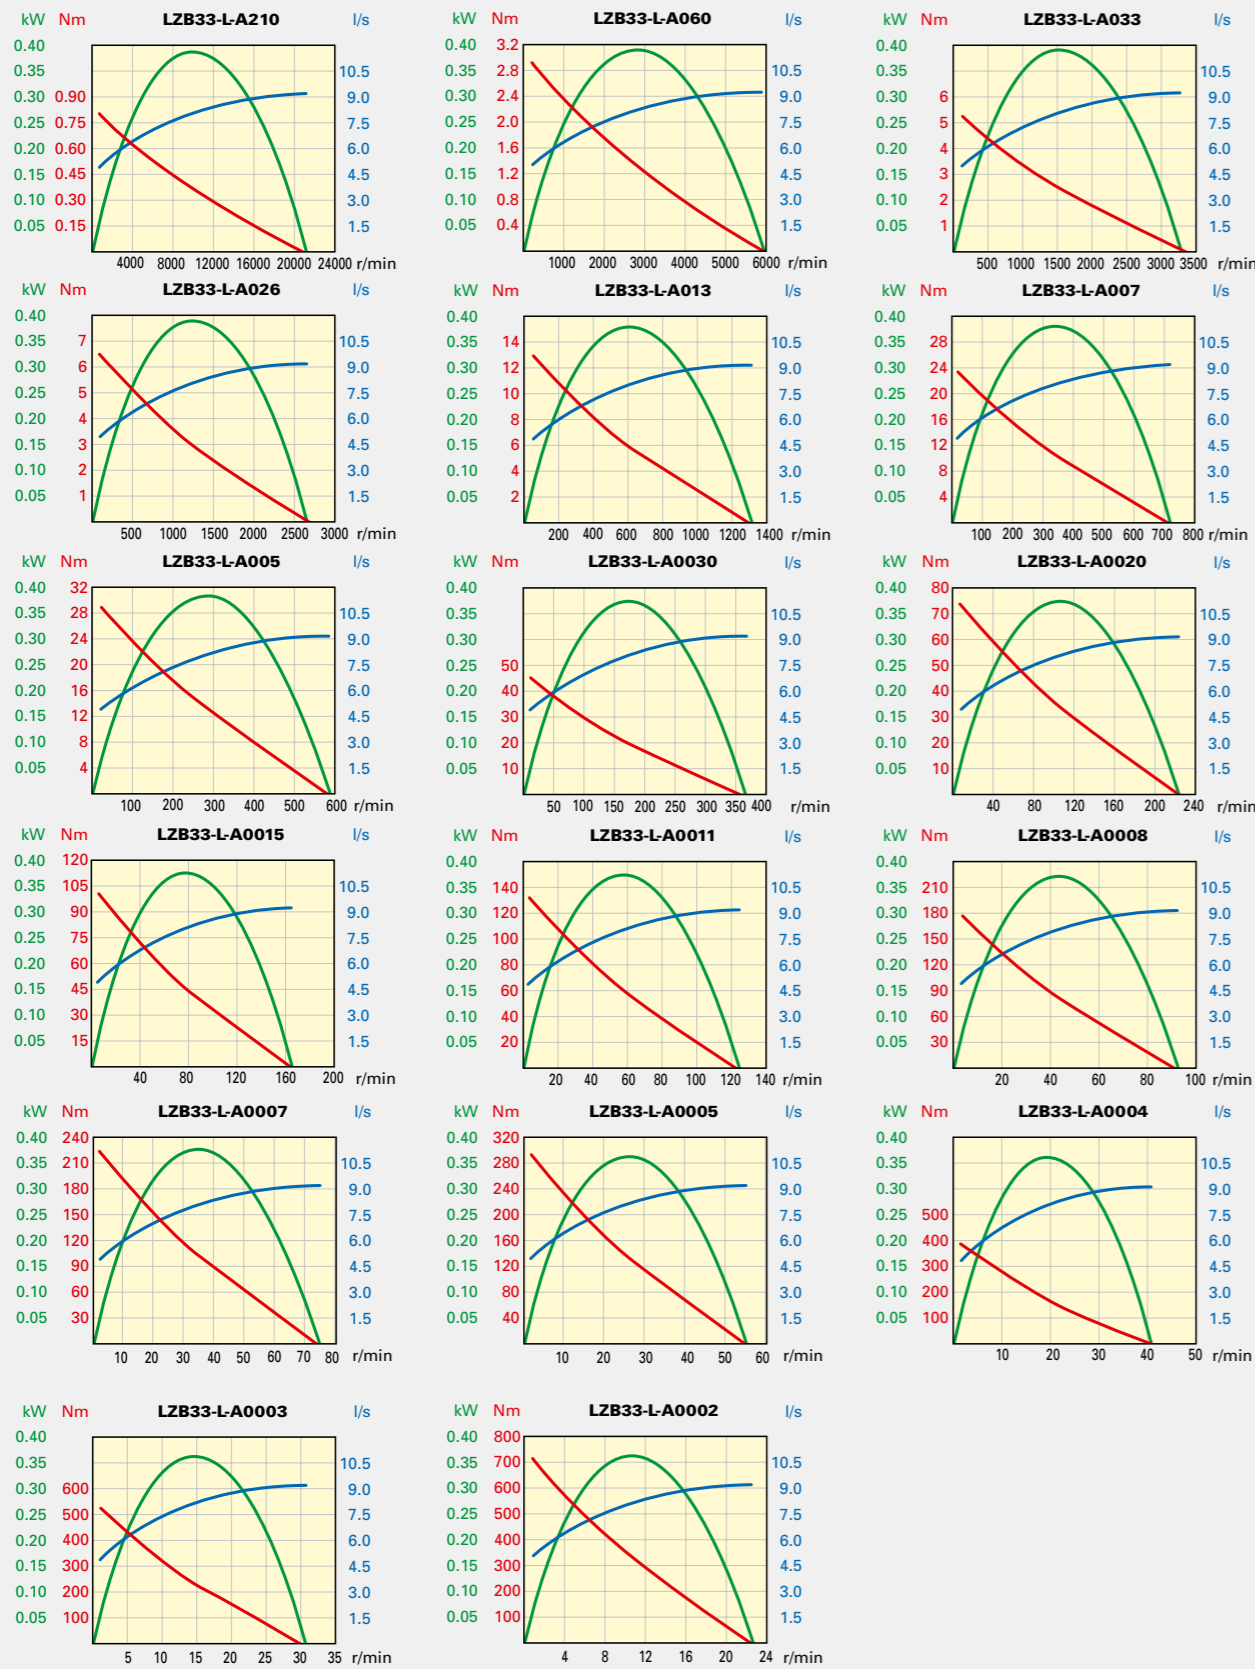 kW Nm LZB33-L-A210 l/s
0.40
0.35 10.5
0.30 0.90 9.0
0.25 0.75 7.5
0.20 0.60 6.0
0.15 0.45 4.5
0.10 0.30 3.0
0.05 0.15 1.5
4000 8000 12000 16000 20000 24000 r/min
kW Nm LZB33-L-A060 l/s
0.40 3.2
0.35 2.8 10.5
0.30 2.4 9.0
0.25 2.0 7.5
0.20 1.6 6.0
0.15 1.2 4.5
0.10 0.8 3.0
0.05 0.4 1.5
1000 2000 3000 4000 5000 6000 r/min
kW Nm LZB33-L-A033 l/s
0.40
0.35 10.5
0.30 6 9.0
0.25 5 7.5
0.20 4 6.0
0.15 3 4.5
0.10 2 3.0
0.05 1 1.5
500 1000 1500 2000 2500 3000 3500 r/min
kW Nm LZB33-L-A026 l/s
0.40
0.35 7 10.5
0.30 6 9.0
0.25 5 7.5
0.20 4 6.0
0.15 3 4.5
0.10 2 3.0
0.05 1 1.5
500 1000 1500 2000 2500 3000 r/min
kW Nm LZB33-L-A013 l/s
0.40
0.35 14 10.5
0.30 12 9.0
0.25 10 7.5
0.20 8 6.0
0.15 6 4.5
0.10 4 3.0
0.05 2 1.5
200 400 600 800 1000 1200 1400 r/min
kW Nm LZB33-L-A007 l/s
0.40
0.35 28 10.5
0.30 24 9.0
0.25 20 7.5
0.20 16 6.0
0.15 12 4.5
0.10 8 3.0
0.05 4 1.5
100 200 300 400 500 600 700 800 r/min
kW Nm LZB33-L-A005 l/s
0.40 32
0.35 28 10.5
0.30 24 9.0
0.25 20 7.5
0.20 16 6.0
0.15 12 4.5
0.10 8 3.0
0.05 4 1.5
100 200 300 400 500 600 r/min
kW Nm LZB33-L-A0030 l/s
0.40
0.35 10.5
0.30 9.0
0.25 50 7.5
0.20 40 6.0
0.15 30 4.5
0.10 20 3.0
0.05 10 1.5
50 100 150 200 250 300 350 400 r/min
kW Nm LZB33-L-A0020 l/s
0.40 80
0.35 70 10.5
0.30 60 9.0
0.25 50 7.5
0.20 40 6.0
0.15 30 4.5
0.10 20 3.0
0.05 10 1.5
40 80 120 160 200 240 r/min
kW Nm LZB33-L-A0015 l/s
0.40 120
0.35 105 10.5
0.30 90 9.0
0.25 75 7.5
0.20 60 6.0
0.15 45 4.5
0.10 30 3.0
0.05 15 1.5
40 80 120 160 200 r/min
kW Nm LZB33-L-A0011 l/s
0.40
0.35 140 10.5
0.30 120 9.0
0.25 100 7.5
0.20 80 6.0
0.15 60 4.5
0.10 40 3.0
0.05 20 1.5
20 40 60 80 100 120 140 r/min
kW Nm LZB33-L-A0008 l/s
0.40
0.35 210 10.5
0.30 180 9.0
0.25 150 7.5
0.20 120 6.0
0.15 90 4.5
0.10 60 3.0
0.05 30 1.5
20 40 60 80 100 r/min
kW Nm LZB33-L-A0007 l/s
0.40 240
0.35 210 10.5
0.30 180 9.0
0.25 150 7.5
0.20 120 6.0
0.15 90 4.5
0.10 60 3.0
0.05 30 1.5
10 20 30 40 50 60 70 80 r/min
kW Nm LZB33-L-A0005 l/s
0.40 320
0.35 280 10.5
0.30 240 9.0
0.25 200 7.5
0.20 160 6.0
0.15 120 4.5
0.10 80 3.0
0.05 40 1.5
10 20 30 40 50 60 r/min
kW Nm LZB33-L-A0004 l/s
0.40
0.35 10.5
0.30 9.0
0.25 500 7.5
0.20 400 6.0
0.15 300 4.5
0.10 200 3.0
0.05 100 1.5
10 20 30 40 50 r/min
kW Nm LZB33-L-A0003 l/s
0.40
0.35 10.5
0.30 600 9.0
0.25 500 7.5
0.20 400 6.0
0.15 300 4.5
0.10 200 3.0
0.05 100 1.5
5 10 15 20 25 30 35 r/min
kW Nm LZB33-L-A0002 l/s
0.40 800
0.35 700 10.5
0.30 600 9.0
0.25 500 7.5
0.20 400 6.0
0.15 300 4.5
0.10 200 3.0
0.05 100 1.5
4 8 12 16 20 24 r/min